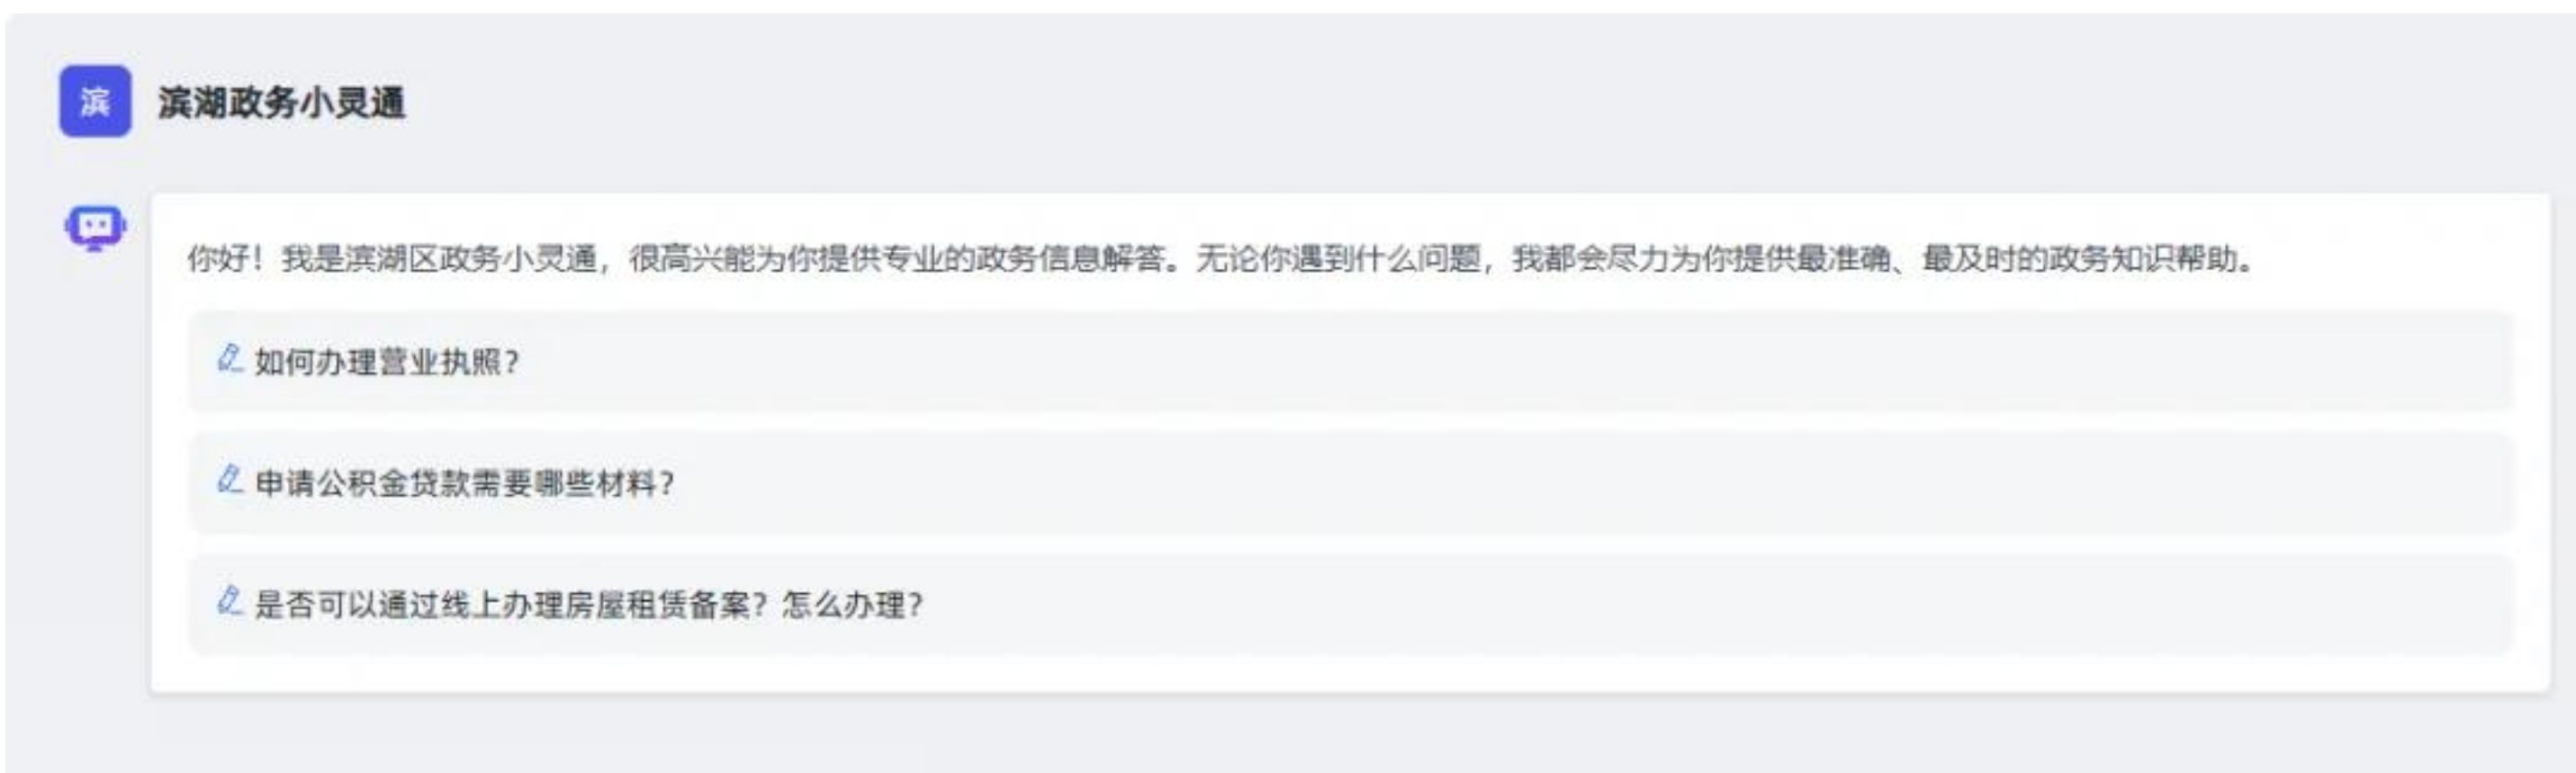 滨 滨湖政务小灵通
你好！我是滨湖区政务小灵通，很高兴能为你提供专业的政务信息解答。无论你遇到什么问题，我都会尽力为你提供最准确、最及时的政务知识帮助。
如何办理营业执照？
申请公积金贷款需要哪些材料？
是否可以通过线上办理房屋租赁备案？怎么办理？